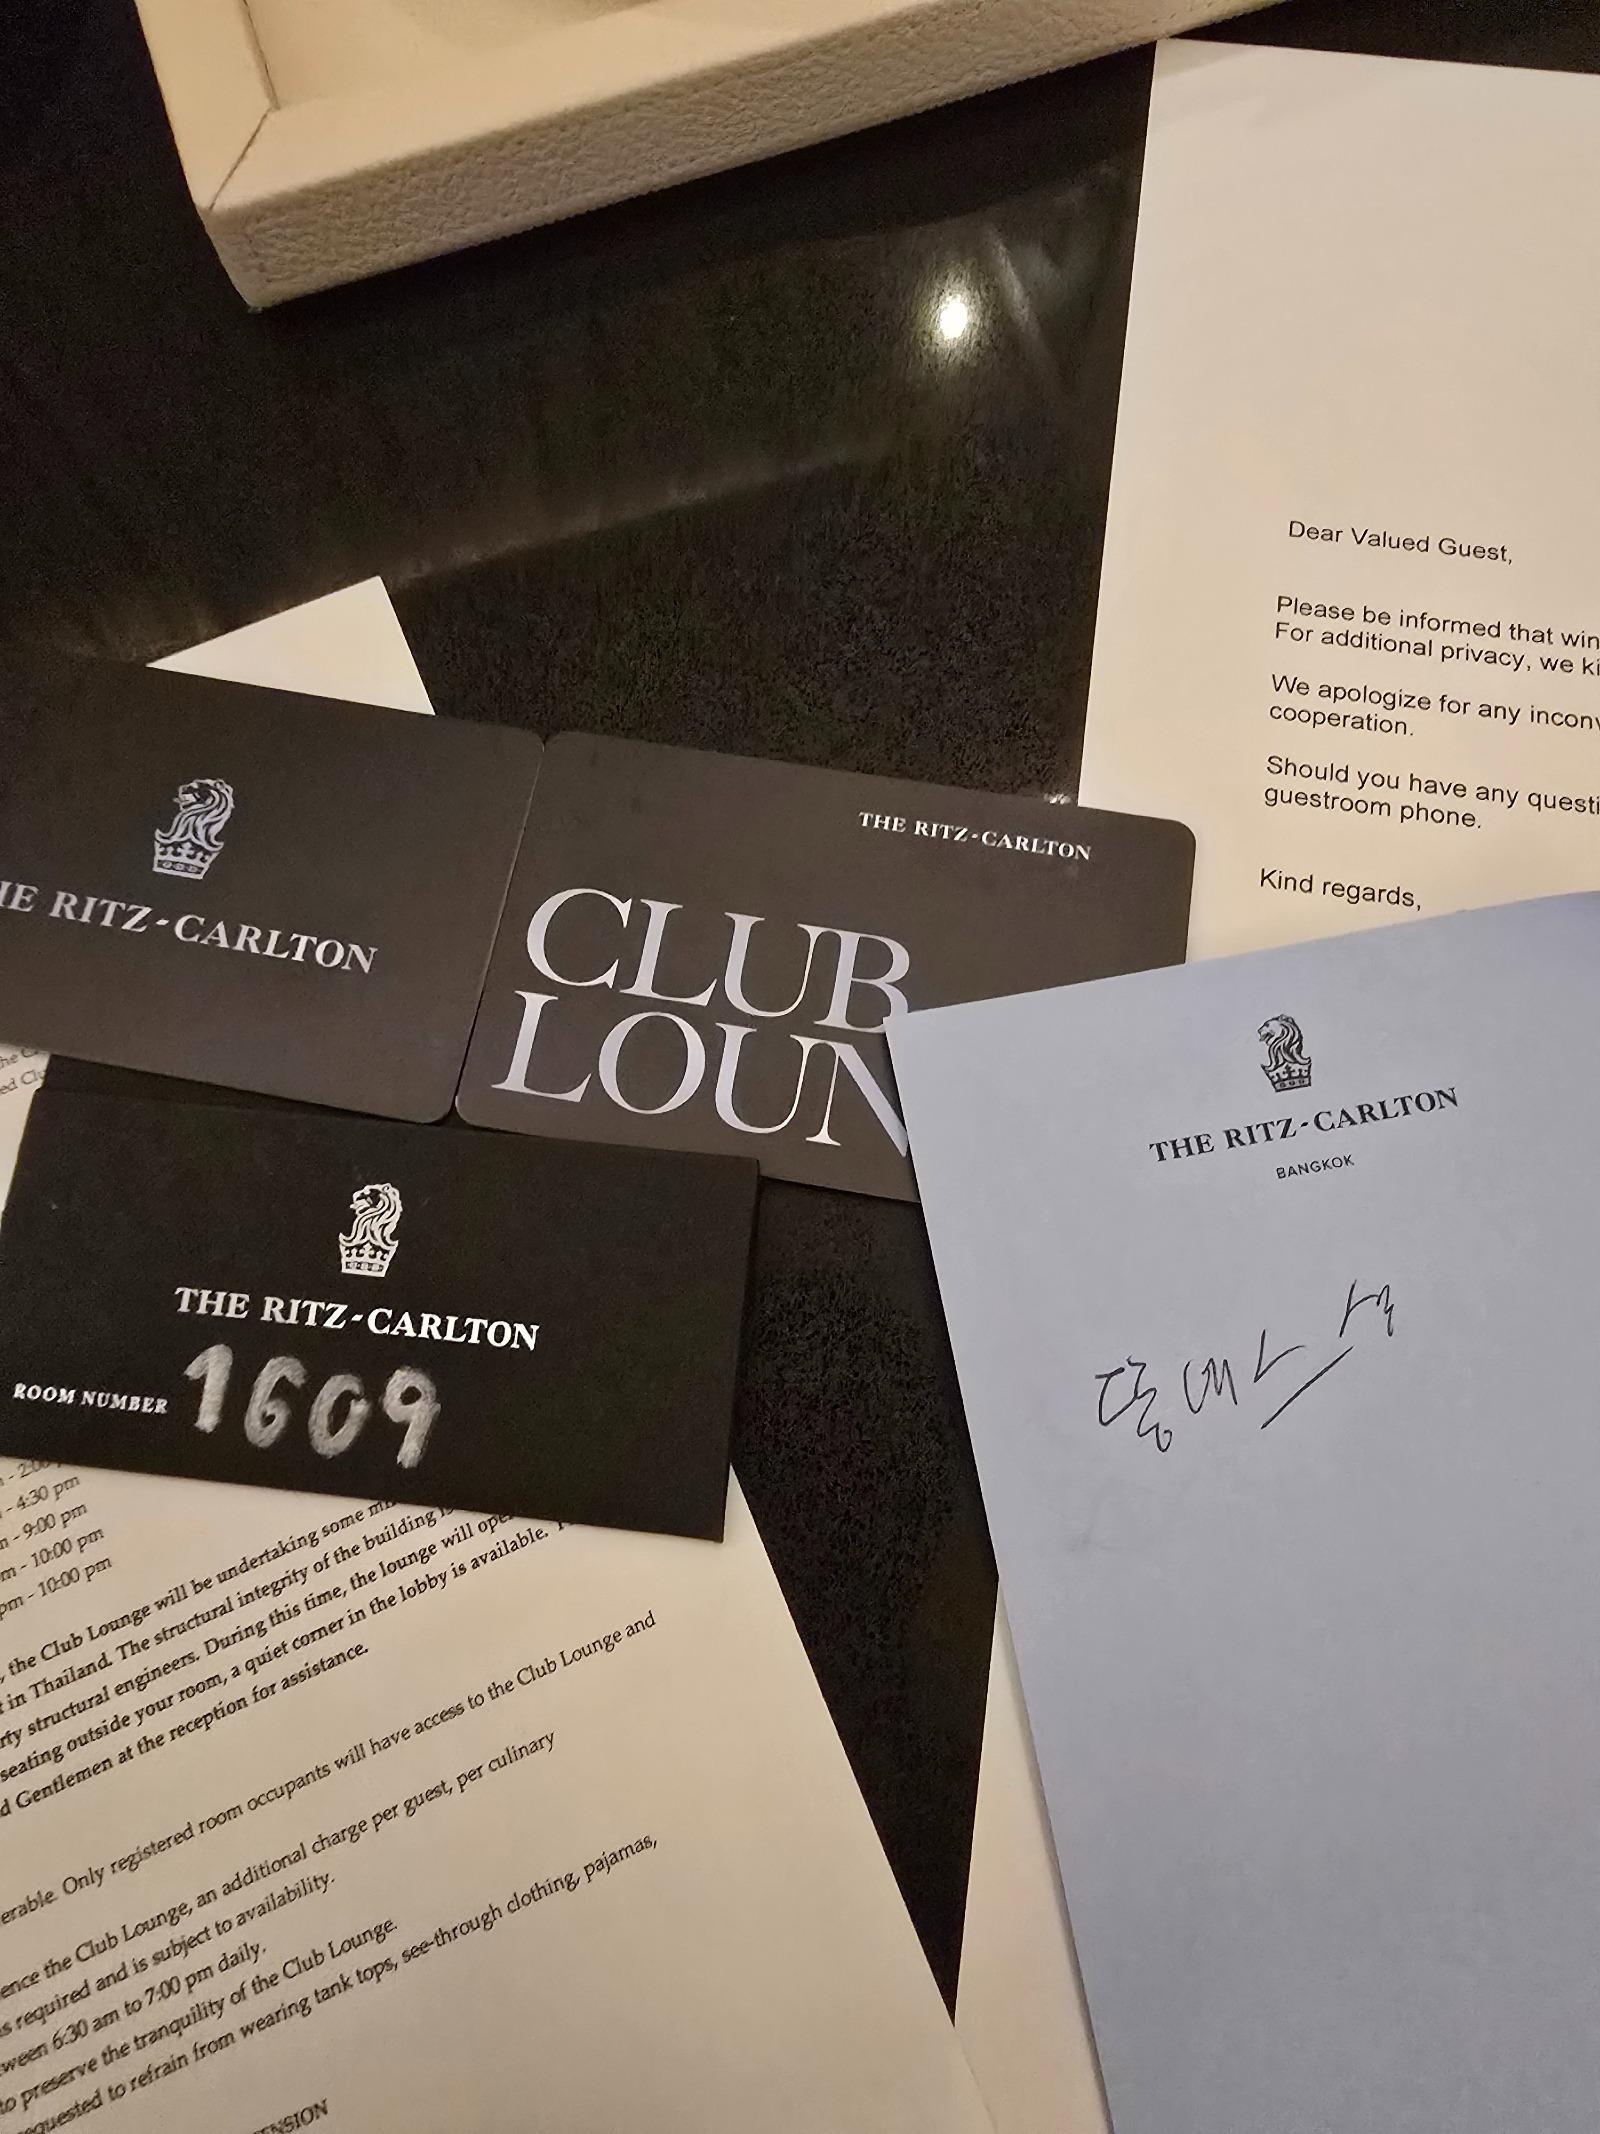 Dear Valued Guest,
Please be informed that win
For additional privacy, we ki
We apologize for any inconv
cooperation.
Should you have any questi
guestroom phone.
Kind regards,
THE RITZ-CARLTON
CLUB
LOUN
HE RITZ-CARLTON
THE RITZ-CARLTON
BANGKOK
THE RITZ-CARLTON
ROOM NUMBER 1609
- 4:30 pm
- 9:00 pm
m - 10:00 pm
pm - 10:00 pm
, the Club Lounge will be undertaking some
t in Thailand. The structural integrity of the building
rty structural engineers. During this time, the lounge will ope
seating outside your room, a quiet corner in the lobby is available.
d Gentlemen at the reception for assistance.
erable. Only registered room occupants will have access to the Club Lounge and
ence the Club Lounge, an additional charge per guest, per culinary
is required and is subject to availability.
ween 6:30 am to 7:00 pm daily.
to preserve the tranquility of the Club Lounge.
requested to refrain from wearing tank tops, see-through clothing, pajamas,
ENSION